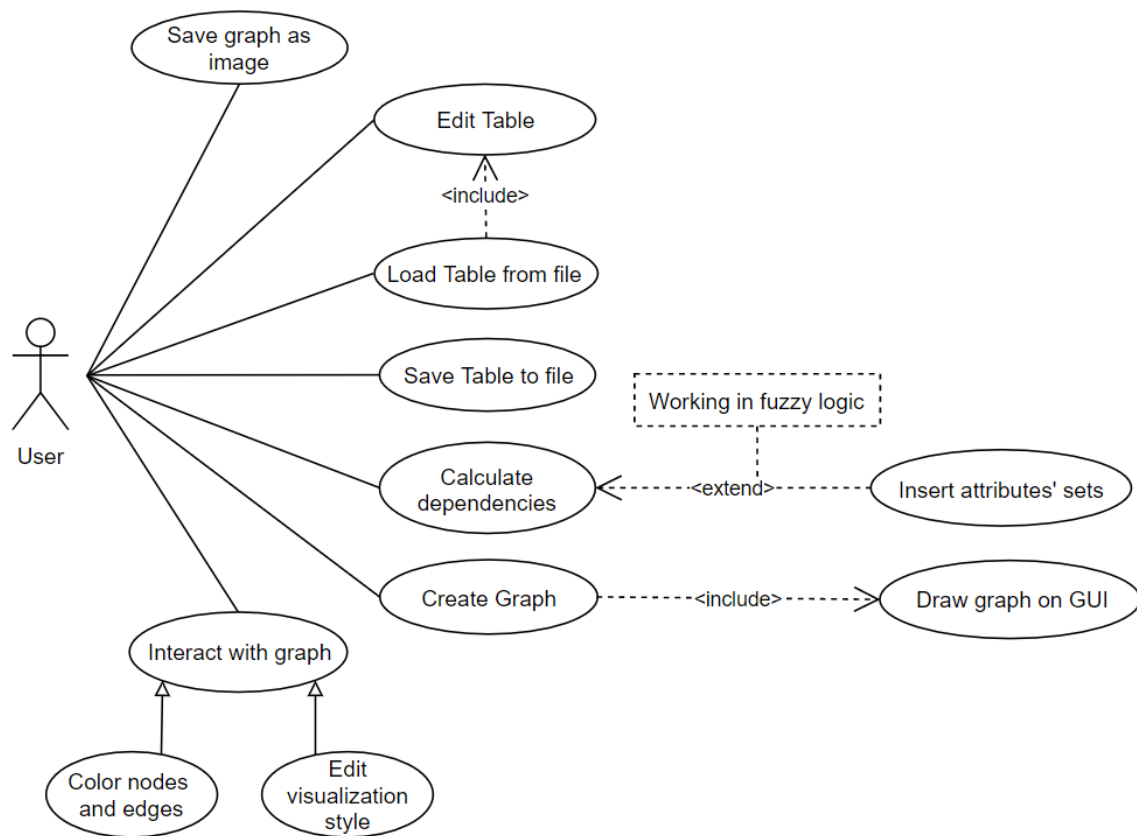 Save graph as
image
Edit Table
<include>
Load Table from file
Save Table to file
Working in fuzzy logic
User
Calculate
dependencies
<extend>
Insert attributes' sets
Create Graph
<include>
Draw graph on GUI
Interact with graph
Color nodes
and edges
Edit
visualization
style